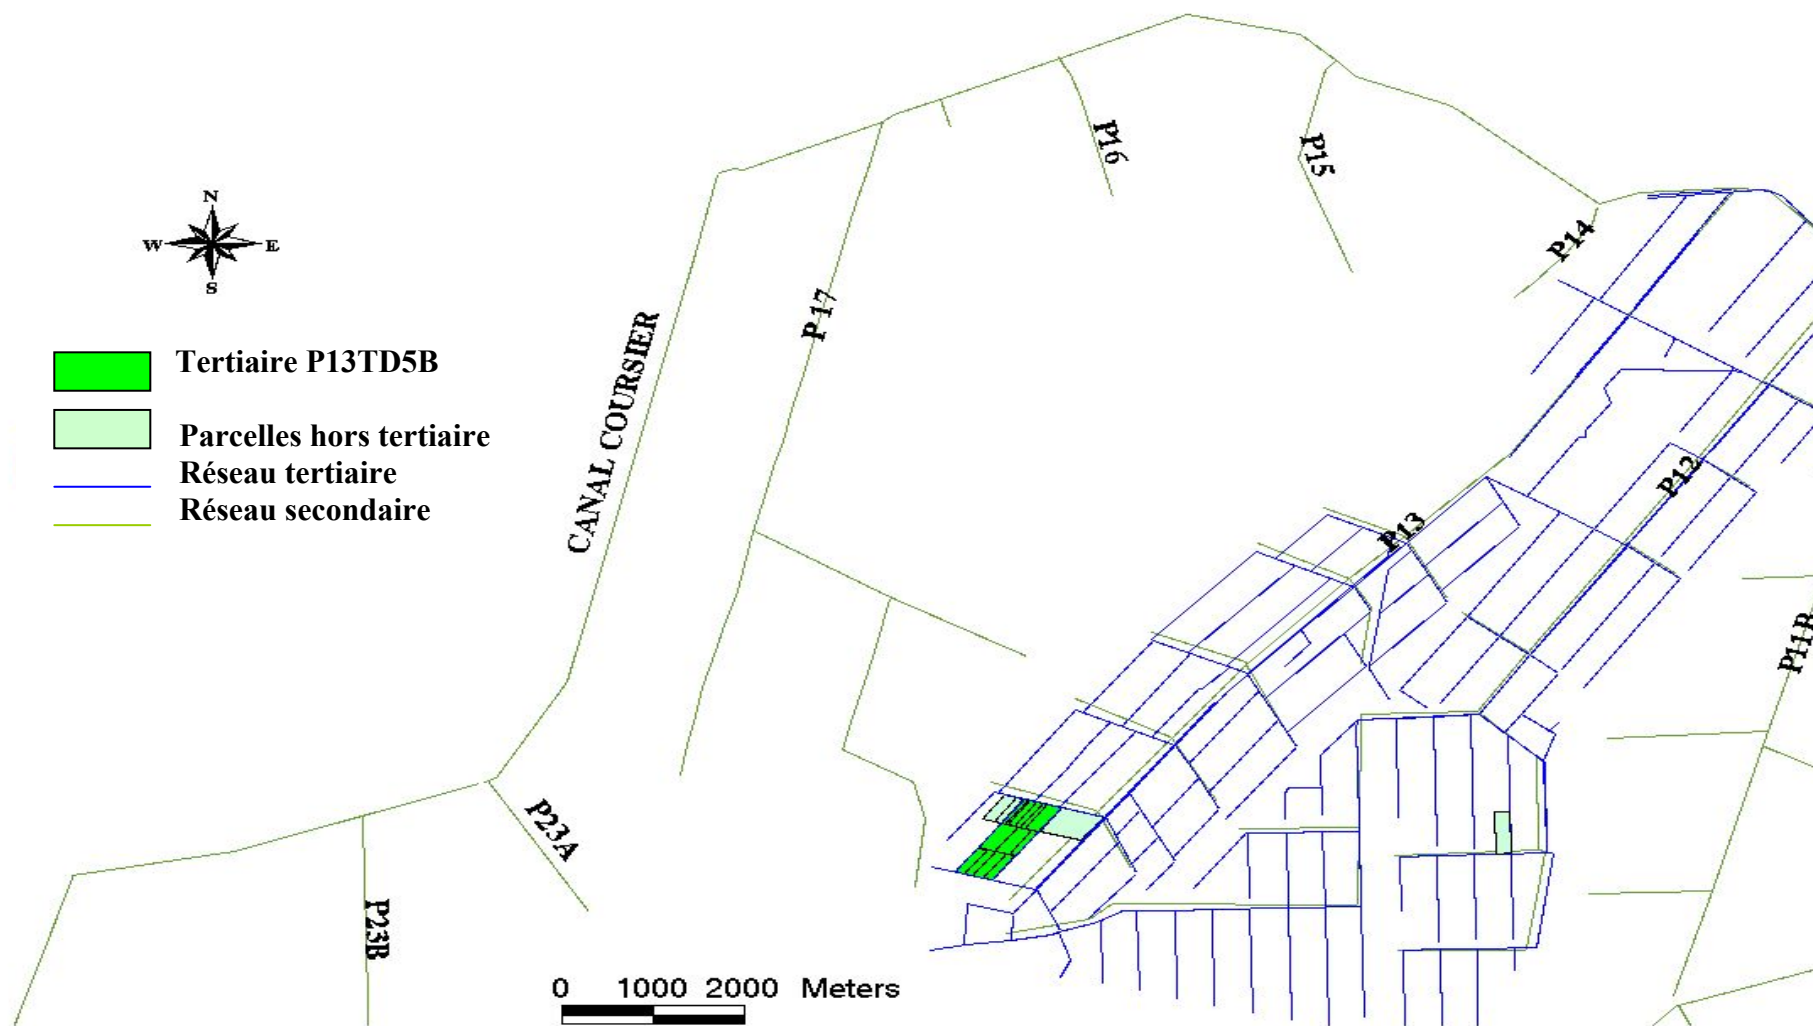 P16
P15
P14
N
W E
S
P 17
CANAL COURSIER
Tertiaire P13TD5B
Parcelles hors tertiaire
Réseau tertiaire
Réseau secondaire
P12
P13
P11B
P23A
P23B
0 1000 2000 Meters